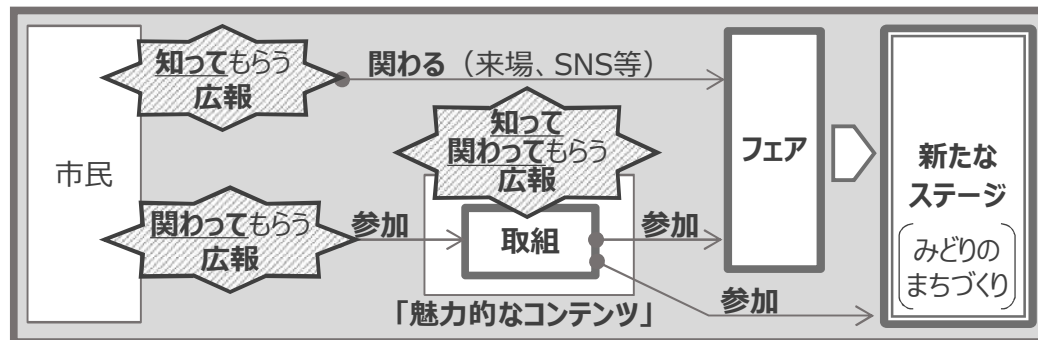 知ってもらう
広報
関わる（来場、SNS等）
市民
知って
関わってもらう
広報
フェア
新たな
ステージ
みどりの
まちづくり
関わってもらう
広報
参加
取組
参加
「魅力的なコンテンツ」
参加